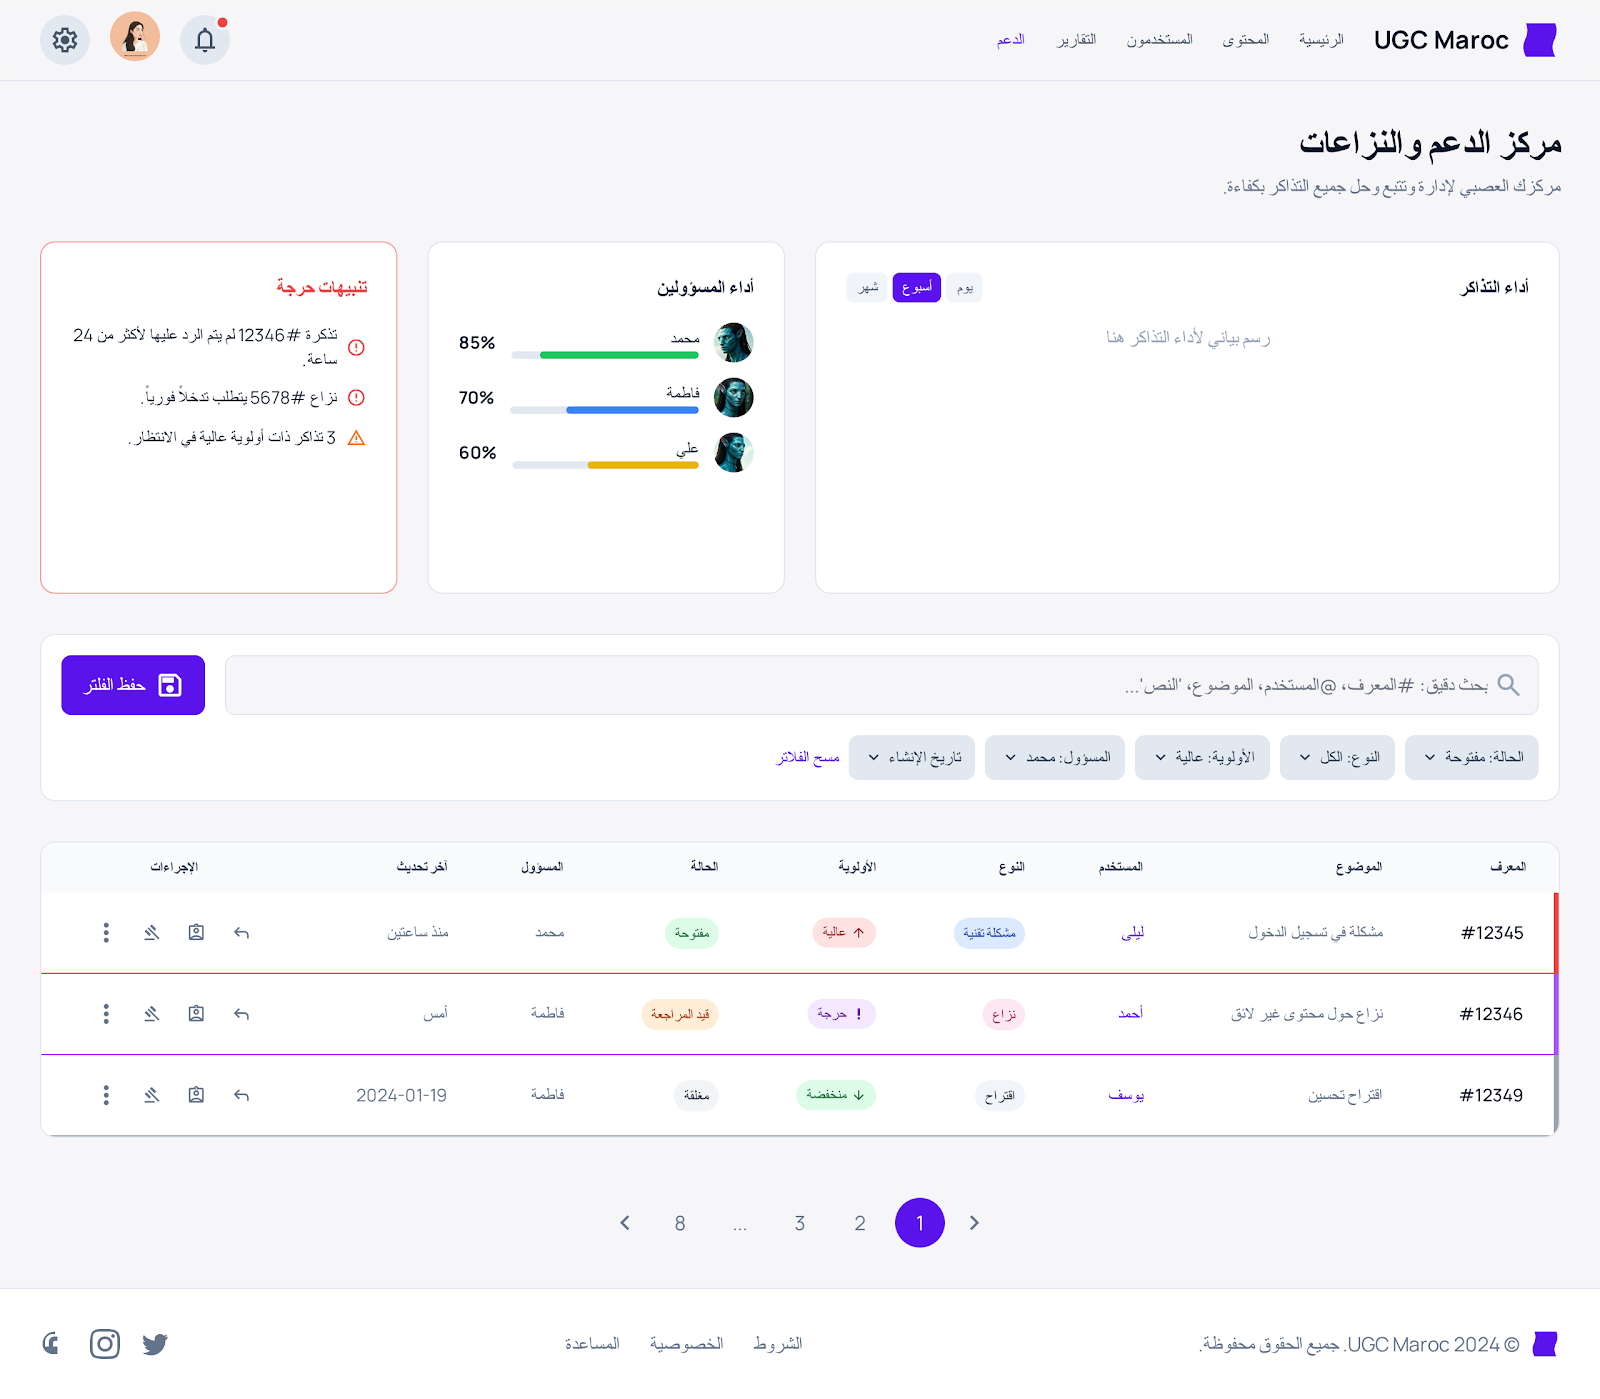 UGC Maroc
الرئيسية
المحتوى
المستخدمون
التقارير
الدعم
مركز الدعم والنزاعات
مركزك العصبي لإدارة وتتبع وحل جميع التذاكر بكفاءة.
أداء التذاكر
يوم
أسبوع
شهر
رسم بياني لأداء التذاكر هنا
أداء المسؤولين
محمد
85%
فاطمة
70%
علي
60%
تنبيهات حرجة
تذكرة #12346 لم يتم الرد عليها لأكثر من 24
ساعة.
نزاع #5678 يتطلب تدخلاً فورياً.
3 تذاكر ذات أولوية عالية في الانتظار.
بحث دقيق: #المعرف، @المستخدم، الموضوع، 'النص'...
حفظ الفلتر
الحالة: مفتوحة
النوع: الكل
الأولوية: عالية
المسؤول: محمد
تاريخ الإنشاء
مسح الفلاتر
المعرف الموضوع المستخدم النوع الأولوية الحالة المسؤول آخر تحديث الإجراءات
#12345 مشكلة في تسجيل الدخول ليلى مشكلة تقنية عالية مفتوحة محمد منذ ساعتين
#12346 نزاع حول محتوى غير لائق أحمد نزاع حرجة قيد المراجعة فاطمة أمس
#12349 اقتراح تحسين يوسف اقتراح منخفضة مغلقة فاطمة 2024-01-19
1 2 3 ... 8
© 2024 UGC Maroc. جميع الحقوق محفوظة.
الشروط
الخصوصية
المساعدة